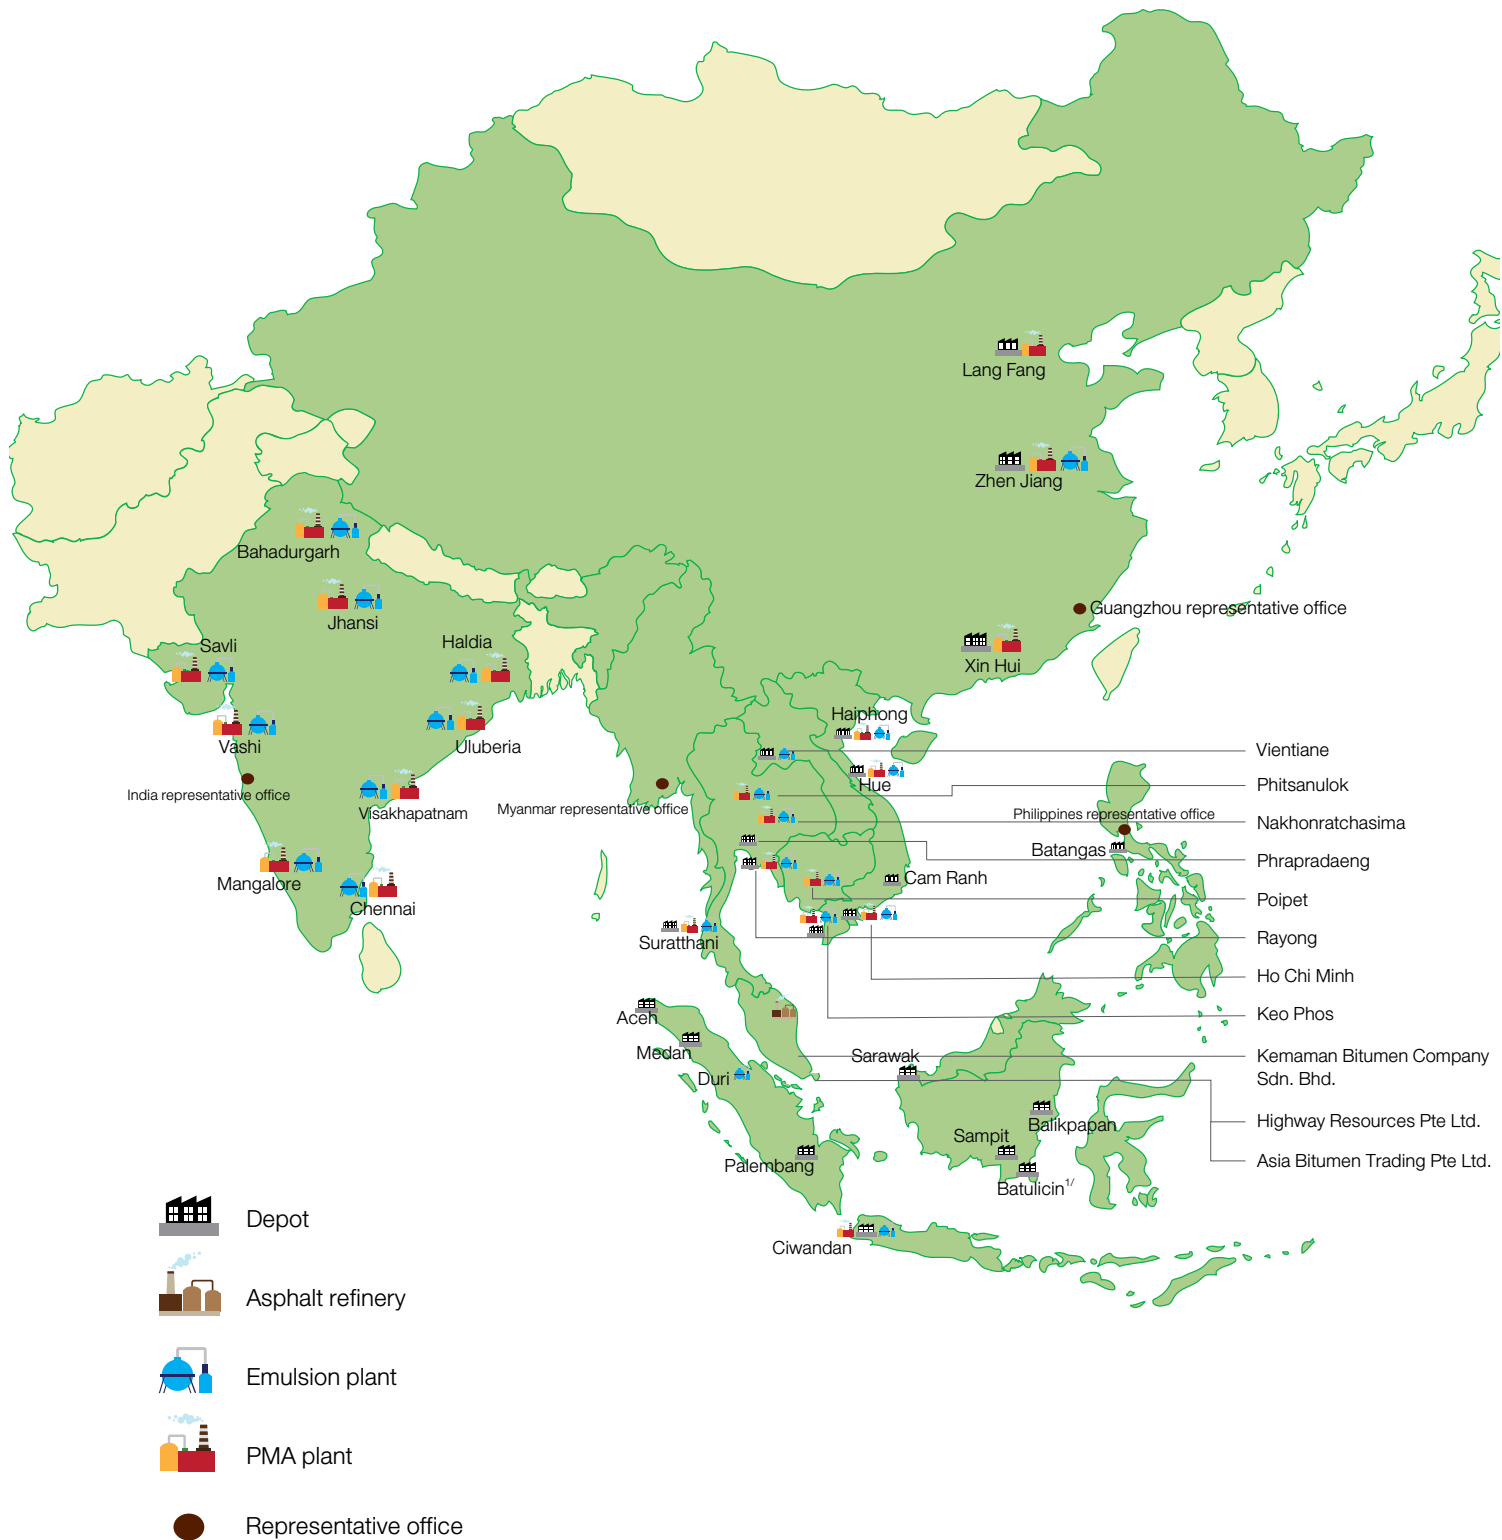 Lang Fang
Zhen Jiang
Bahadurgarh
Guangzhou representative office
Jhansi
Savli
Haldia
Xin Hui
Haiphong
Vashi
Uluberia
Vientiane
Hue
Phitsanulok
India representative office
Myanmar representative office
Visakhapatnam
Philippines representative office
Nakhonratchasima
Batangas
Phrapradaeng
Mangalore
Cam Ranh
Chennai
Poipet
Suratthani
Rayong
Ho Chi Minh
Aceh
Keo Phos
Medan
Sarawak
Kemaman Bitumen Company
Sdn. Bhd.
Duri
Balikpapan
Highway Resources Pte Ltd.
Sampit
Palembang
Asia Bitumen Trading Pte Ltd.
Batulicin1/
Ciwandan
Depot
Asphalt refinery
Emulsion plant
PMA plant
Representative office